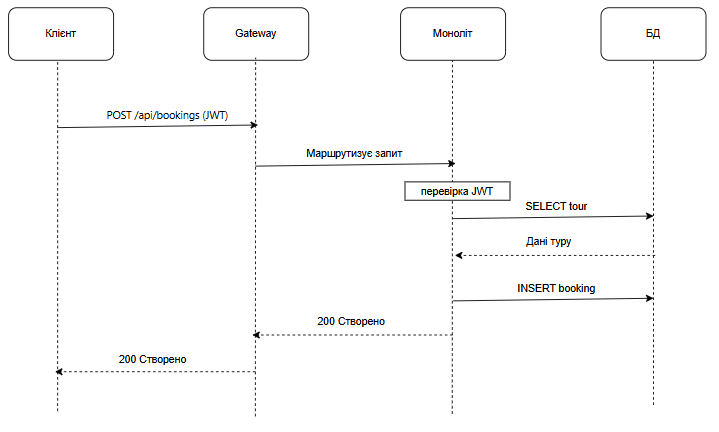 Клієнт
Gateway
Моноліт
БД
POST /api/bookings (JWT)
Маршрутизує запит
перевірка JWT
SELECT tour
Дані туру
INSERT booking
200 Створено
200 Створено